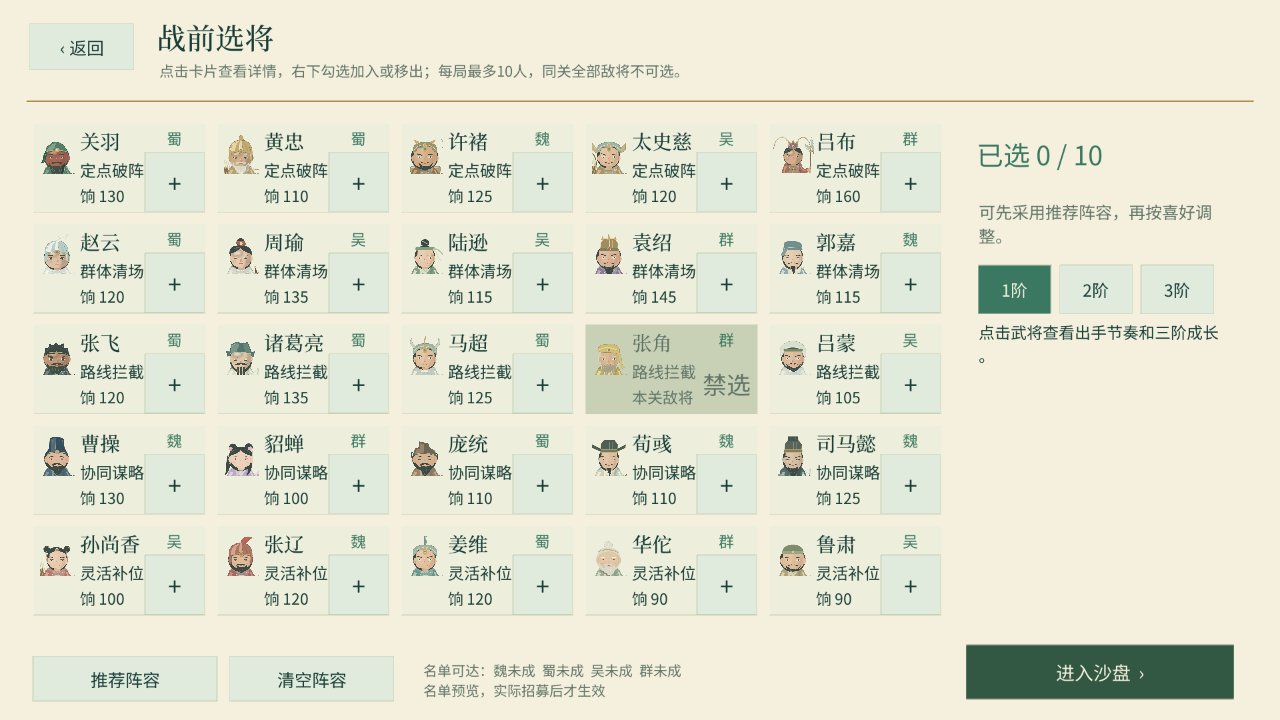 ‹ 返回
战前选将
点击卡片查看详情，右下勾选加入或移出；每局最多10人，同关全部敌将不可选。
关羽 蜀
定点破阵
饷 130 +
黄忠 蜀
定点破阵
饷 110 +
许褚 魏
定点破阵
饷 125 +
太史慈 吴
定点破阵
饷 120 +
吕布 群
定点破阵
饷 160 +
赵云 蜀
群体清场
饷 120 +
周瑜 吴
群体清场
饷 135 +
陆逊 吴
群体清场
饷 115 +
袁绍 群
群体清场
饷 145 +
郭嘉 魏
群体清场
饷 115 +
张飞 蜀
路线拦截
饷 120 +
诸葛亮 蜀
路线拦截
饷 135 +
马超 蜀
路线拦截
饷 125 +
张角 群
路线拦截
本关敌将 禁选
吕蒙 吴
路线拦截
饷 105 +
曹操 魏
协同谋略
饷 130 +
貂蝉 群
协同谋略
饷 100 +
庞统 蜀
协同谋略
饷 110 +
荀彧 魏
协同谋略
饷 110 +
司马懿 魏
协同谋略
饷 125 +
孙尚香 吴
灵活补位
饷 100 +
张辽 魏
灵活补位
饷 120 +
姜维 蜀
灵活补位
饷 120 +
华佗 群
灵活补位
饷 90 +
鲁肃 吴
灵活补位
饷 90 +
已选 0 / 10
可先采用推荐阵容，再按喜好调
整。
1阶 2阶 3阶
点击武将查看出手节奏和三阶成长
。
推荐阵容
清空阵容
名单可达：魏未成 蜀未成 吴未成 群未成
名单预览，实际招募后才生效
进入沙盘 ›